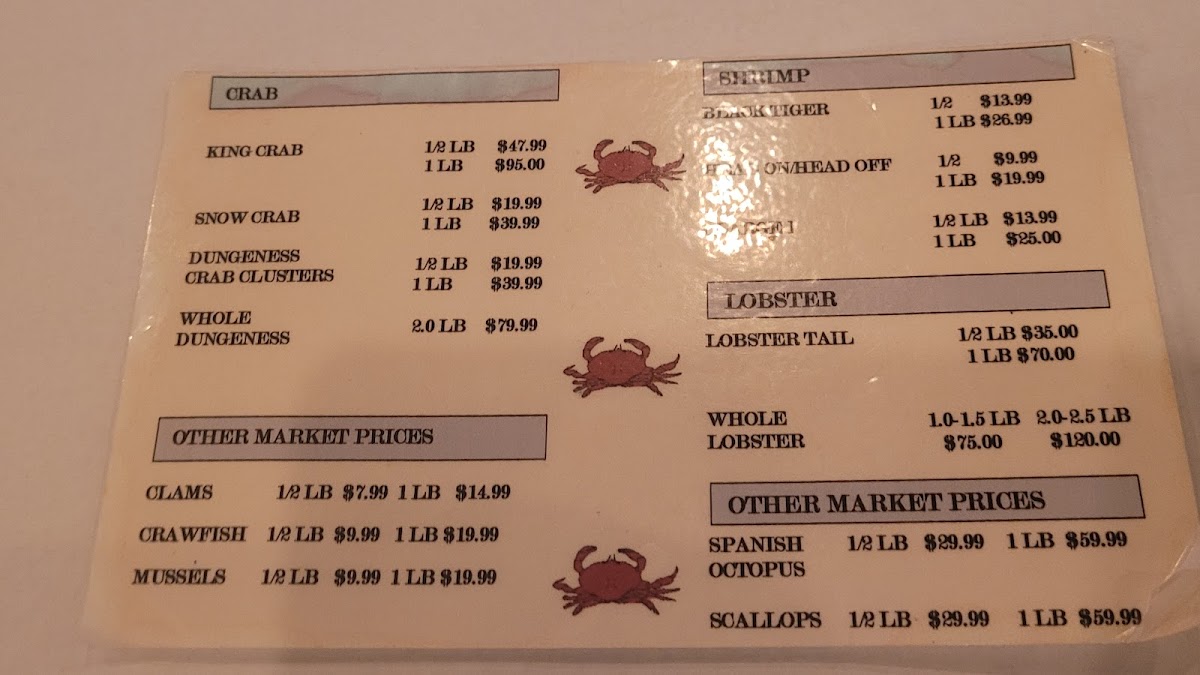 CRAB
KING CRAB 1/2 LB $47.99
1 LB $95.00
SNOW CRAB 1/2 LB $19.99
1 LB $39.99
DUNGENESS
CRAB CLUSTERS 1/2 LB $19.99
1 LB $39.99
WHOLE
DUNGENESS 2.0 LB $79.99
OTHER MARKET PRICES
CLAMS 1/2 LB $7.99 1 LB $14.99
CRAWFISH 1/2 LB $9.99 1 LB $19.99
MUSSELS 1/2 LB $9.99 1 LB $19.99
SHRIMP
BLACK TIGER 1/2 $13.99
1 LB $26.99
ON/HEAD OFF 1/2 $9.99
1 LB $19.99
1/2 LB $13.99
1 LB $25.00
LOBSTER
LOBSTER TAIL 1/2 LB $35.00
1 LB $70.00
WHOLE
LOBSTER 1.0-1.5 LB 2.0-2.5 LB
$75.00 $120.00
OTHER MARKET PRICES
SPANISH
OCTOPUS 1/2 LB $29.99 1 LB $59.99
SCALLOPS 1/2 LB $29.99 1 LB $59.99